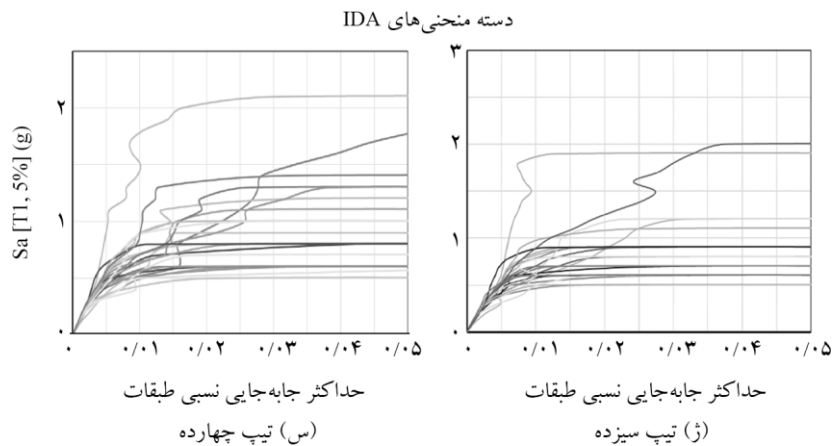 دسته منحنی‌های IDA
Sa [T1, 5%] (g)
۲
۱
۰
۰ ۰/۰۱ ۰/۰۲ ۰/۰۳ ۰/۰۴ ۰/۰۵
حداکثر جابه‌جایی نسبی طبقات
(س) تیپ چهارده
۳
۲
۱
۰
۰ ۰/۰۱ ۰/۰۲ ۰/۰۳ ۰/۰۴ ۰/۰۵
حداکثر جابه‌جایی نسبی طبقات
(ژ) تیپ سیزده